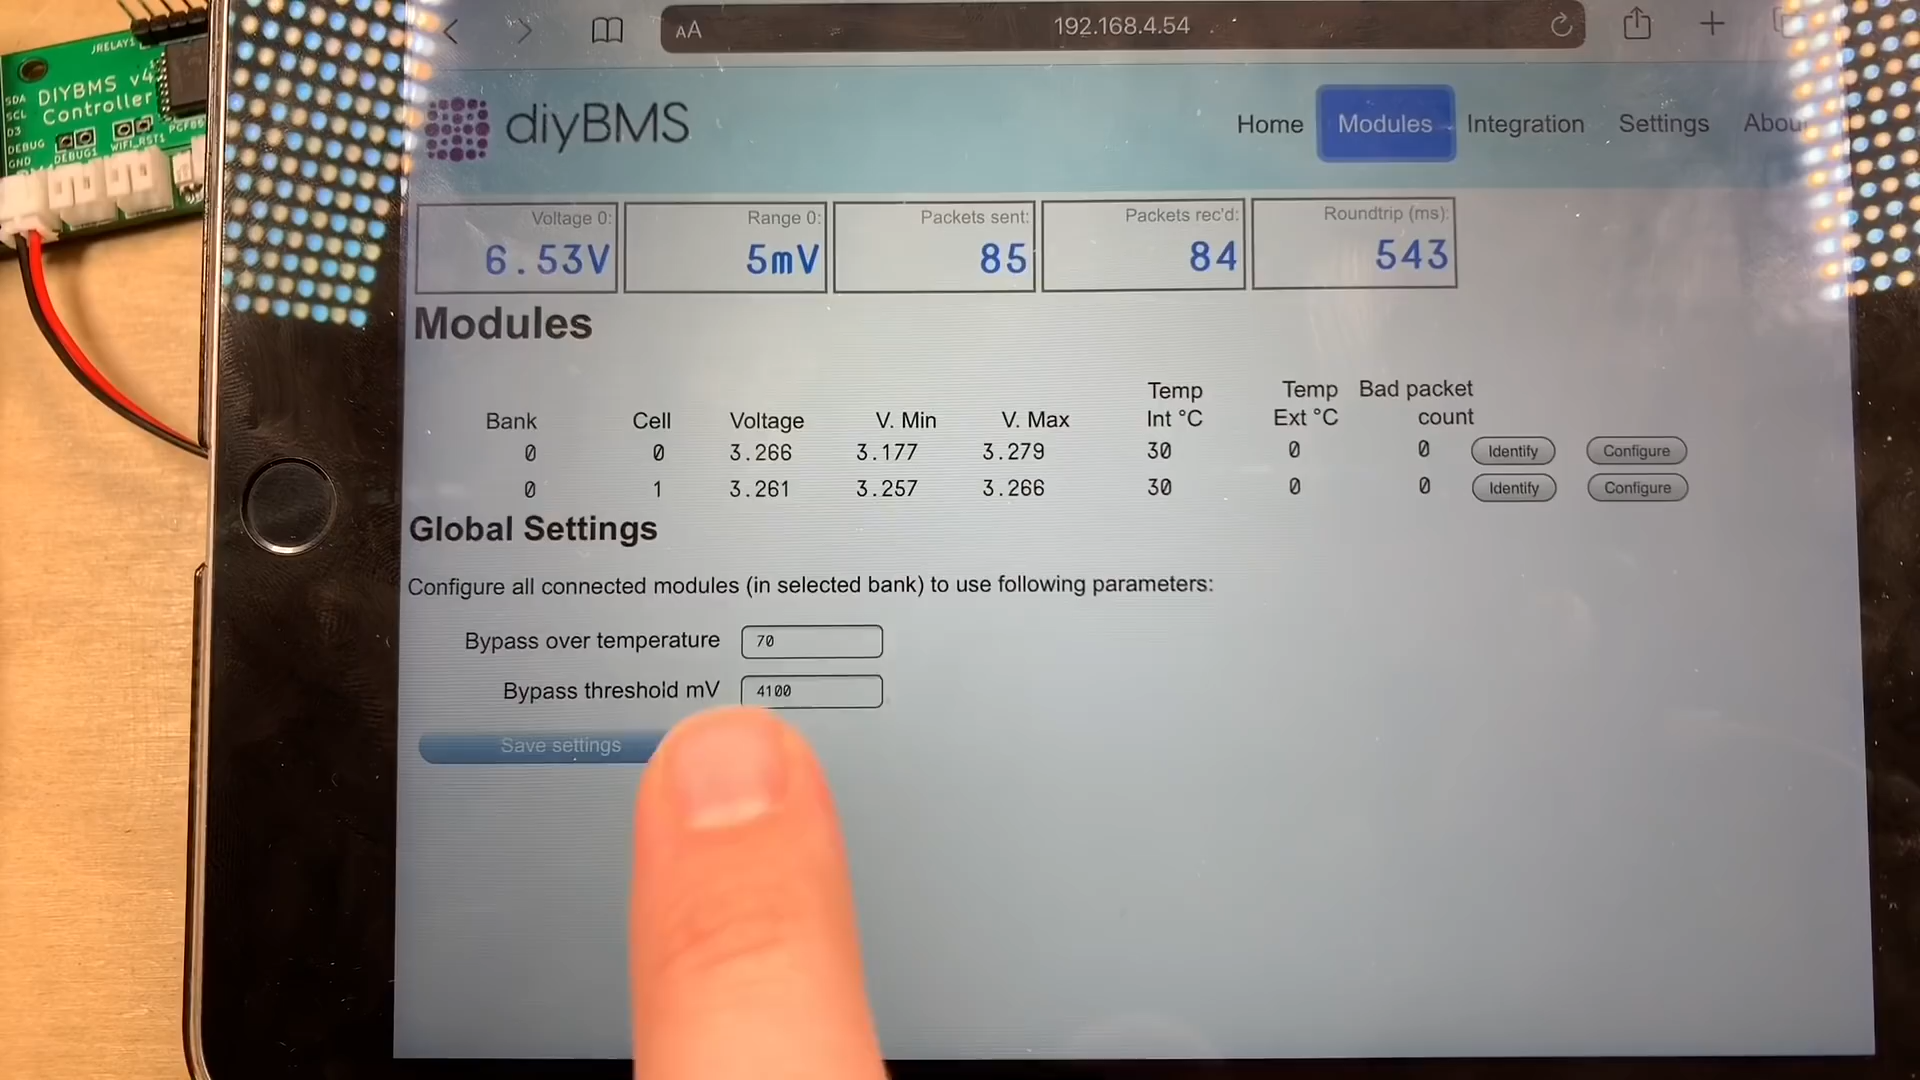 AA 192.168.4.54
JRELAY1
DIYBMS v4
Controller
SDA
SCL
D3
DEBUG
GND
DEBUG1
WIFI_RST1
diyBMS
Home Modules Integration Settings Abou
Voltage 0: Range 0: Packets sent: Packets rec'd: Roundtrip (ms):
6.53V 5mV 85 84 543
Modules
Bank Cell Voltage V. Min V. Max Temp Int °C Temp Ext °C Bad packet count
0 0 3.266 3.177 3.279 30 0 0 Identify Configure
0 1 3.261 3.257 3.266 30 0 0 Identify Configure
Global Settings
Configure all connected modules (in selected bank) to use following parameters:
Bypass over temperature 70
Bypass threshold mV 4100
Save settings